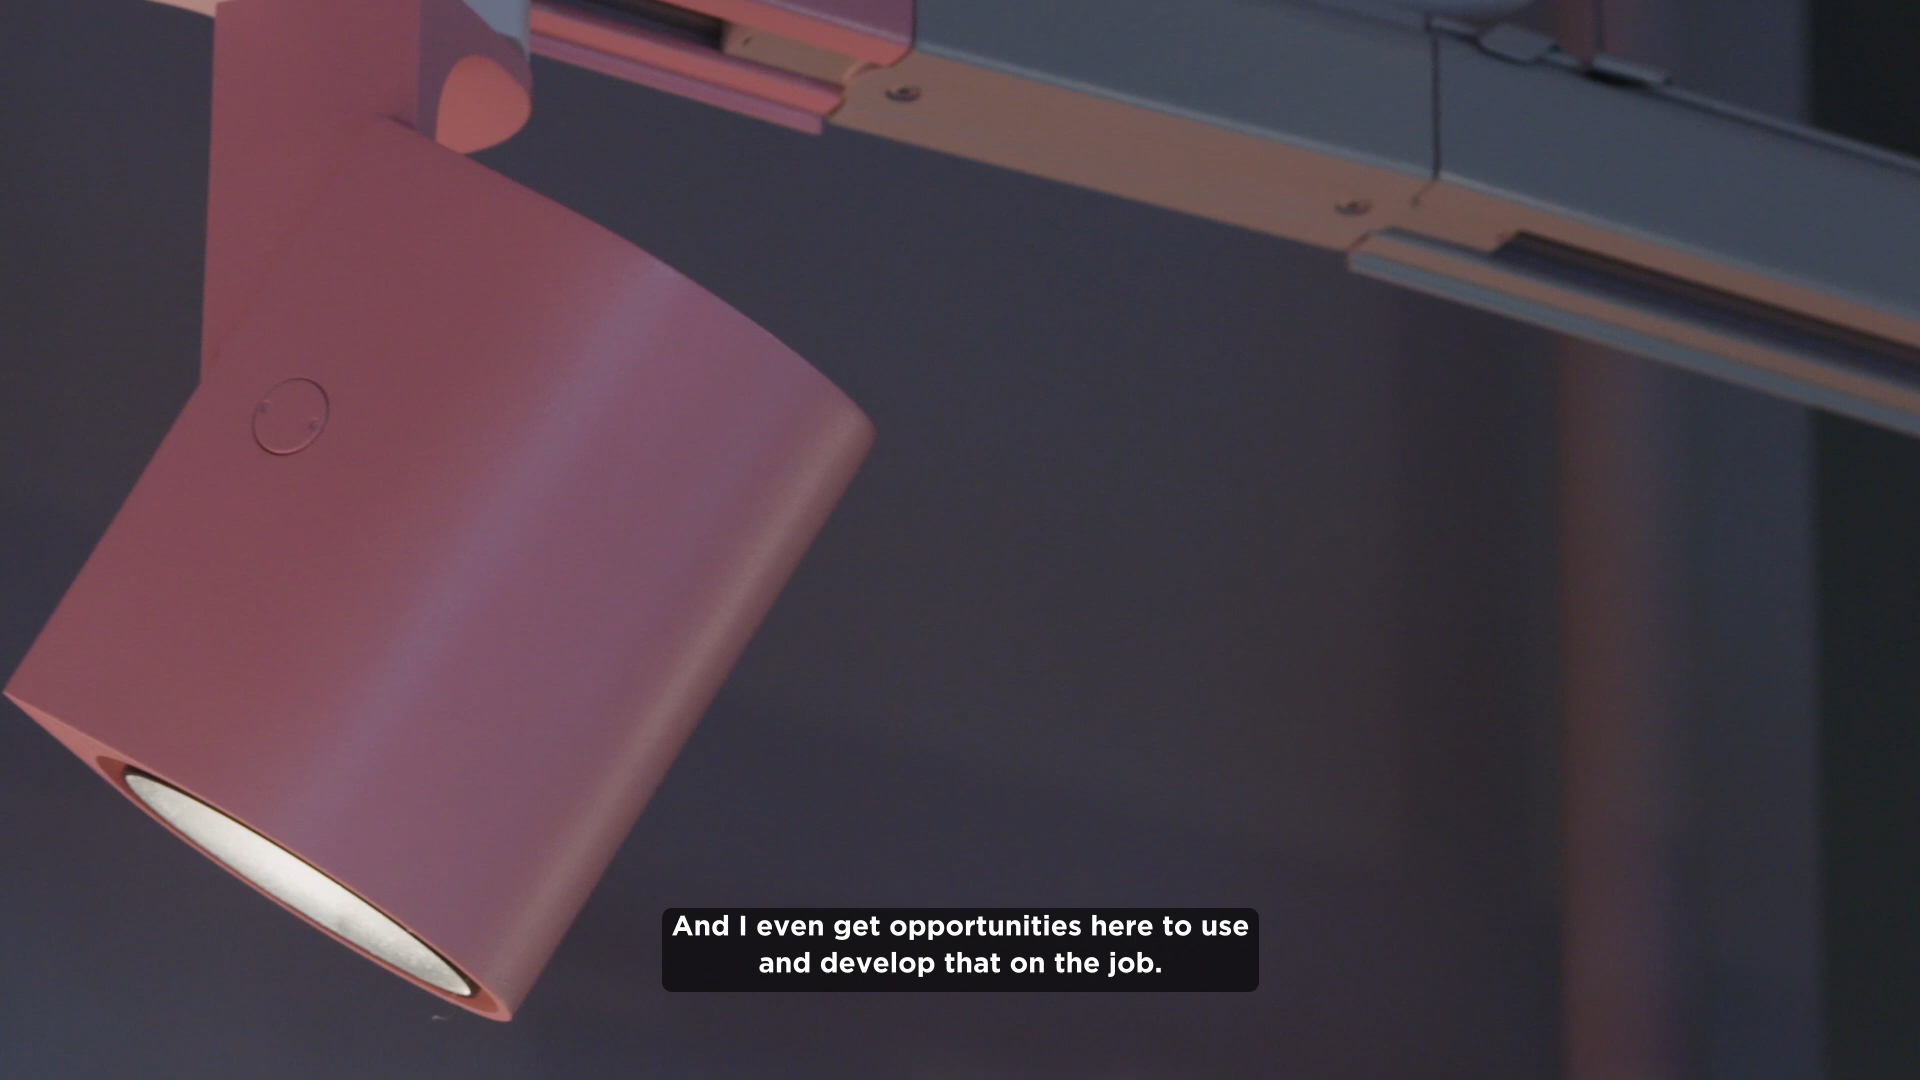 And I even get opportunities here to use
and develop that on the job.